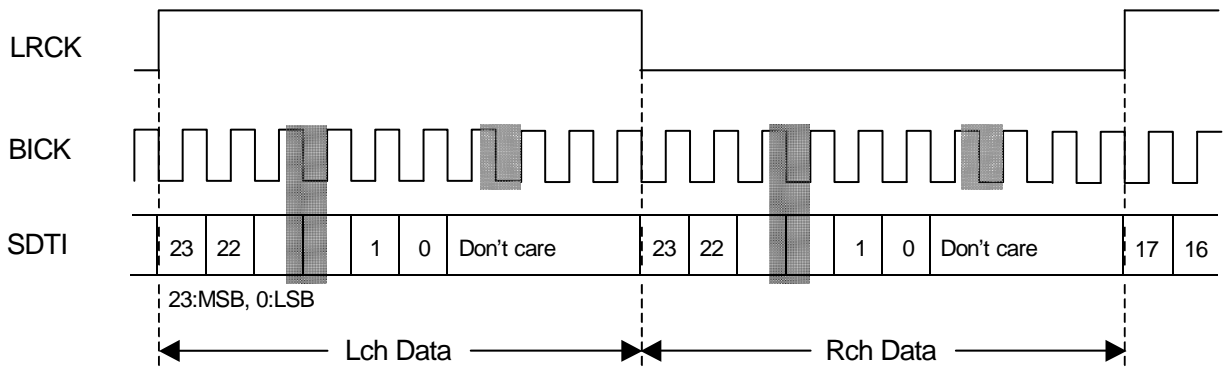 LRCK
BICK
SDTI
23 22 1 0 Don't care 23 22 1 0 Don't care 17 16
23:MSB, 0:LSB
Lch Data Rch Data